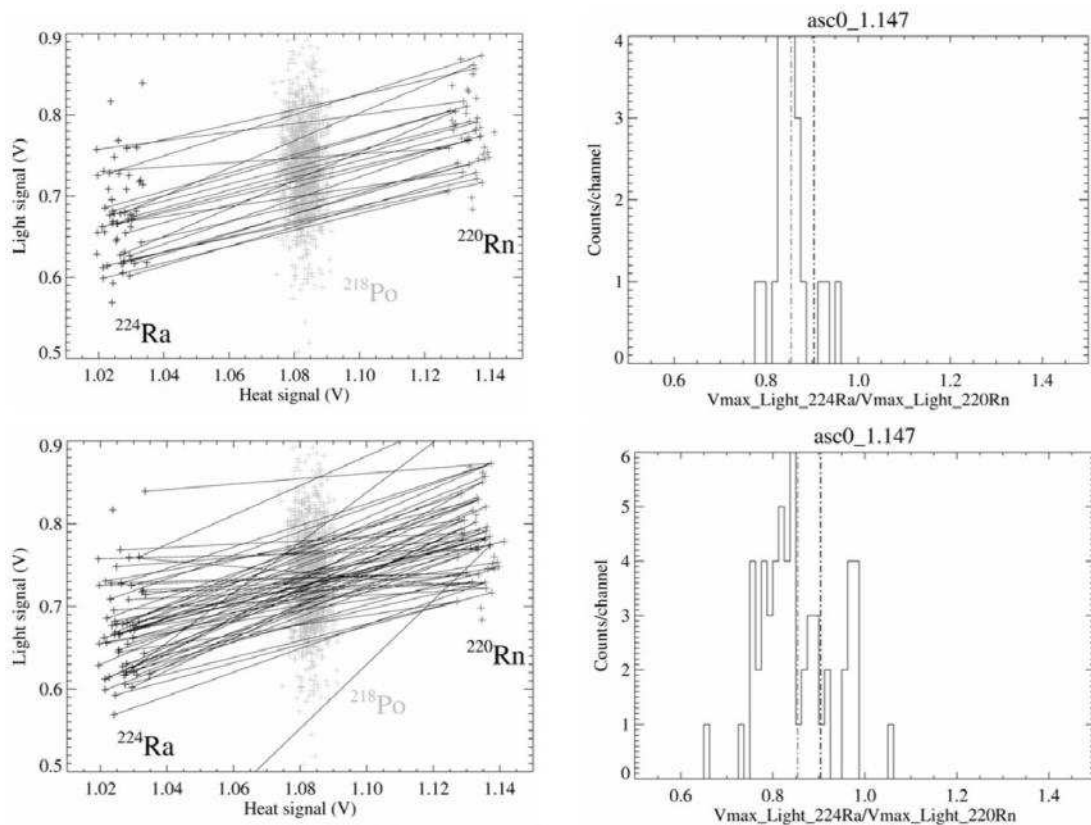 0.9
0.8
0.7
0.6
0.5
Light signal (V)
224Ra
218Po
220Rn
1.02 1.04 1.06 1.08 1.10 1.12 1.14
Heat signal (V)
asc0_1.147
4
3
2
1
0
Counts/channel
0.6 0.8 1.0 1.2 1.4
Vmax_Light_224Ra/Vmax_Light_220Rn
0.9
0.8
0.7
0.6
0.5
Light signal (V)
224Ra
218Po
220Rn
1.02 1.04 1.06 1.08 1.10 1.12 1.14
Heat signal (V)
asc0_1.147
6
5
4
3
2
1
0
Counts/channel
0.6 0.8 1.0 1.2 1.4
Vmax_Light_224Ra/Vmax_Light_220Rn